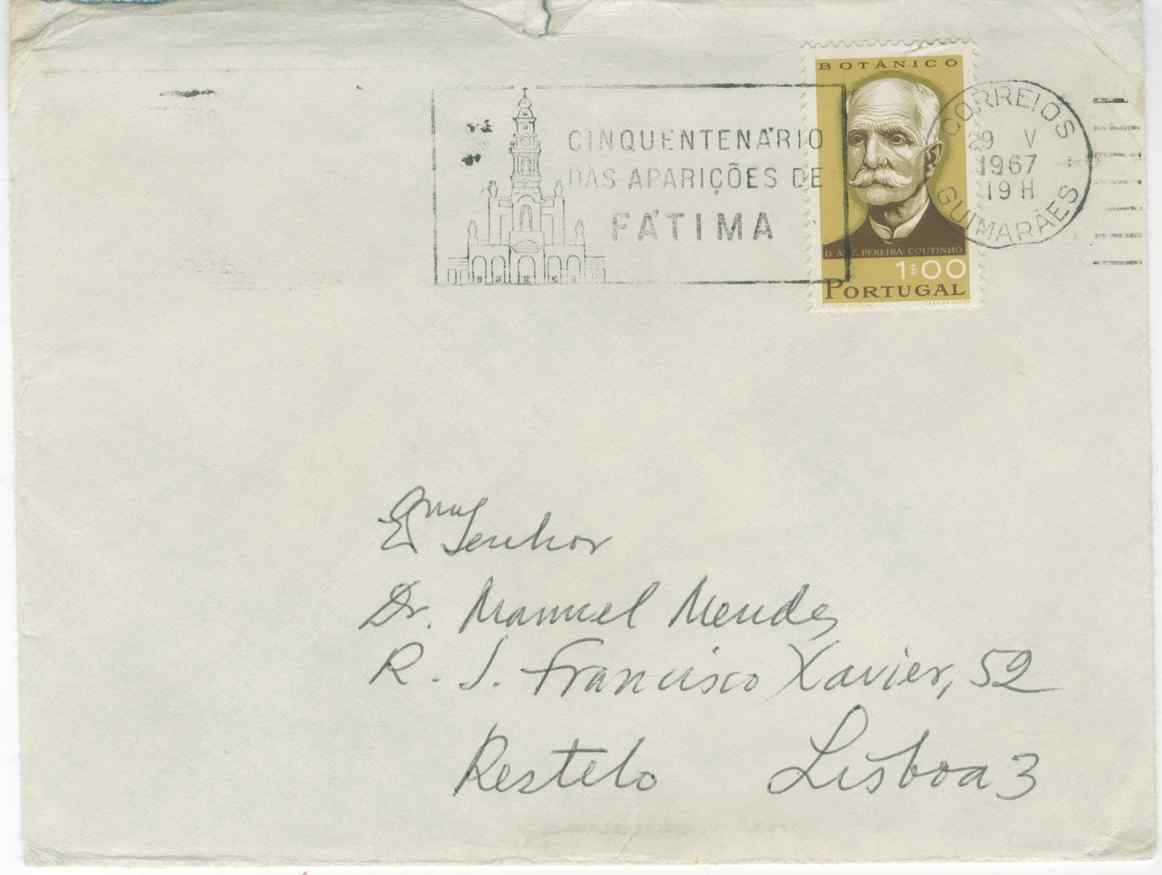 CINQUENTENÁRIO
DAS APARIÇÕES DE
FÁTIMA
BOTÂNICO
D. A. X. PEREIRA COUTINHO
1$00
PORTUGAL
CORREIOS
29 V
1967
19 H
GUIMARÃES
Exmo Senhor
Dr. Manuel Mendes
R. S. Francisco Xavier, 52
Restelo Lisboa 3